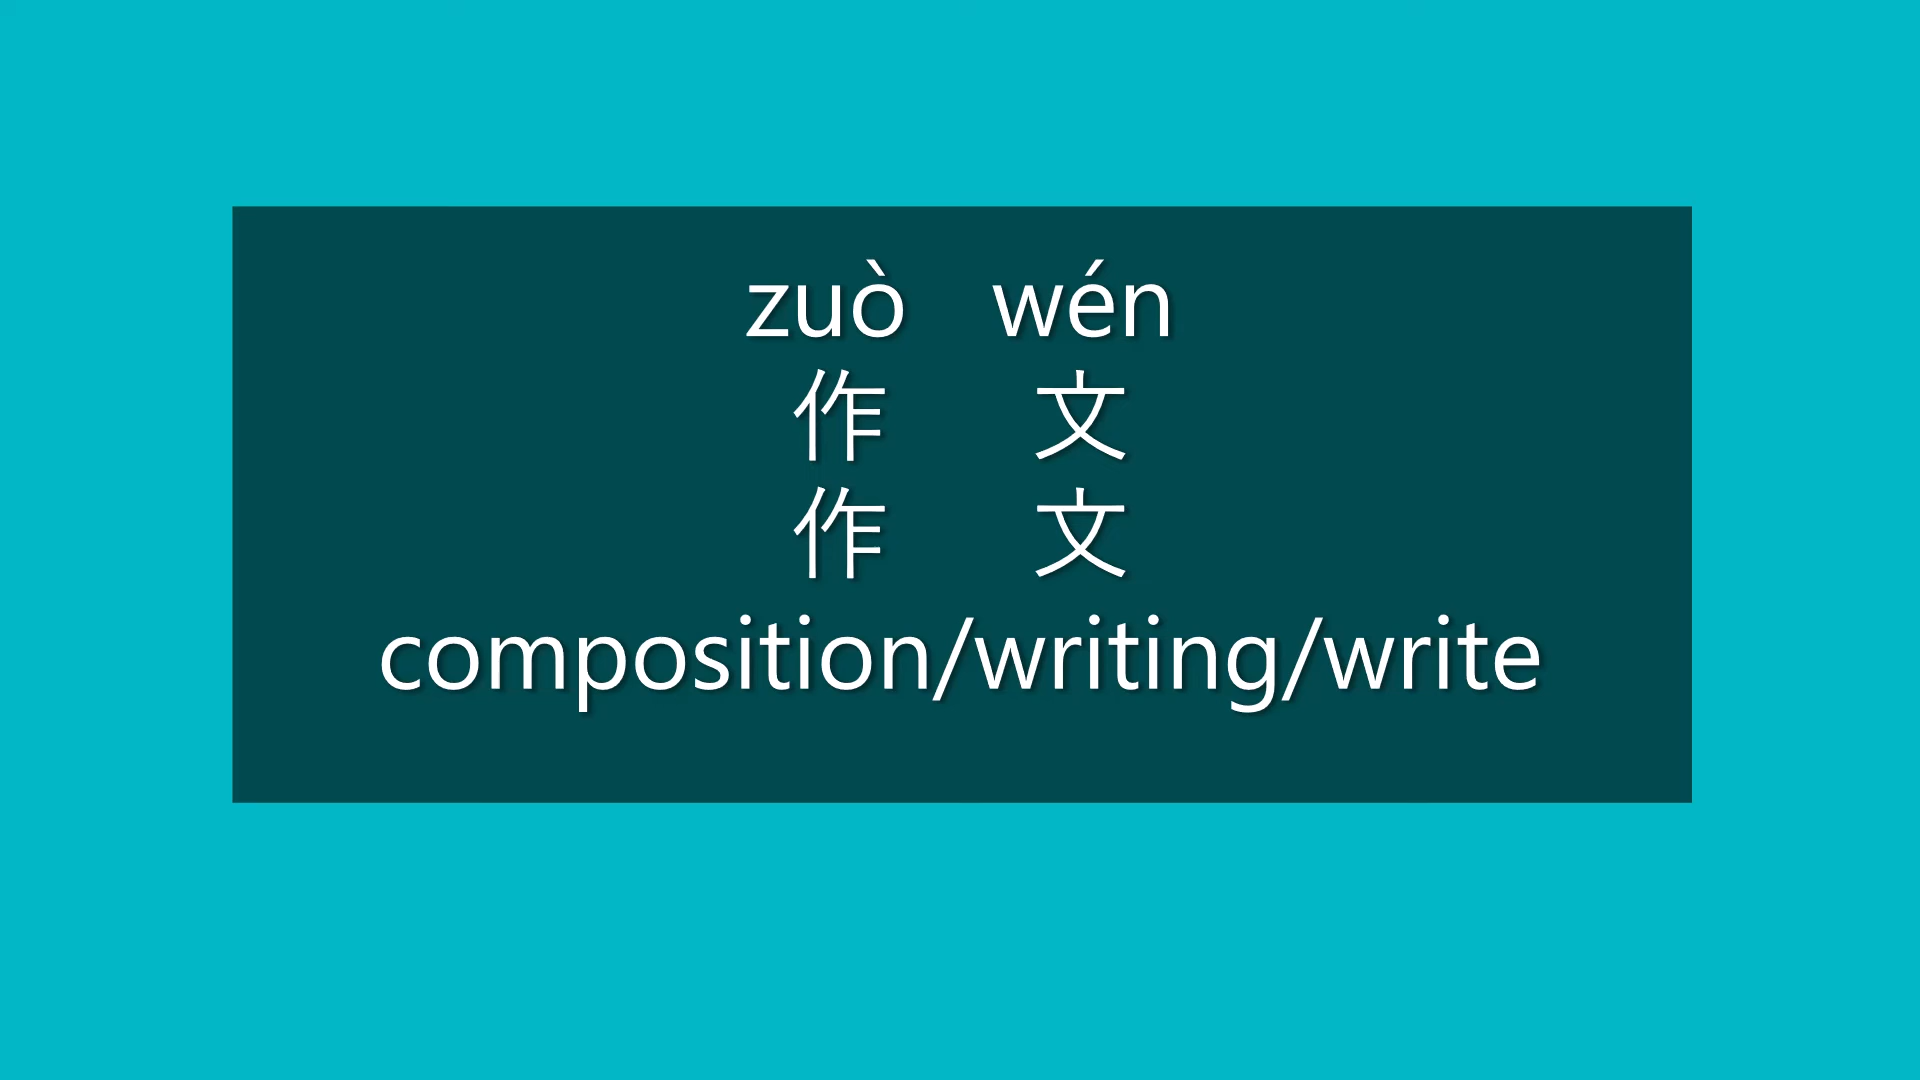 zuò wén
作 文
作 文
composition/writing/write